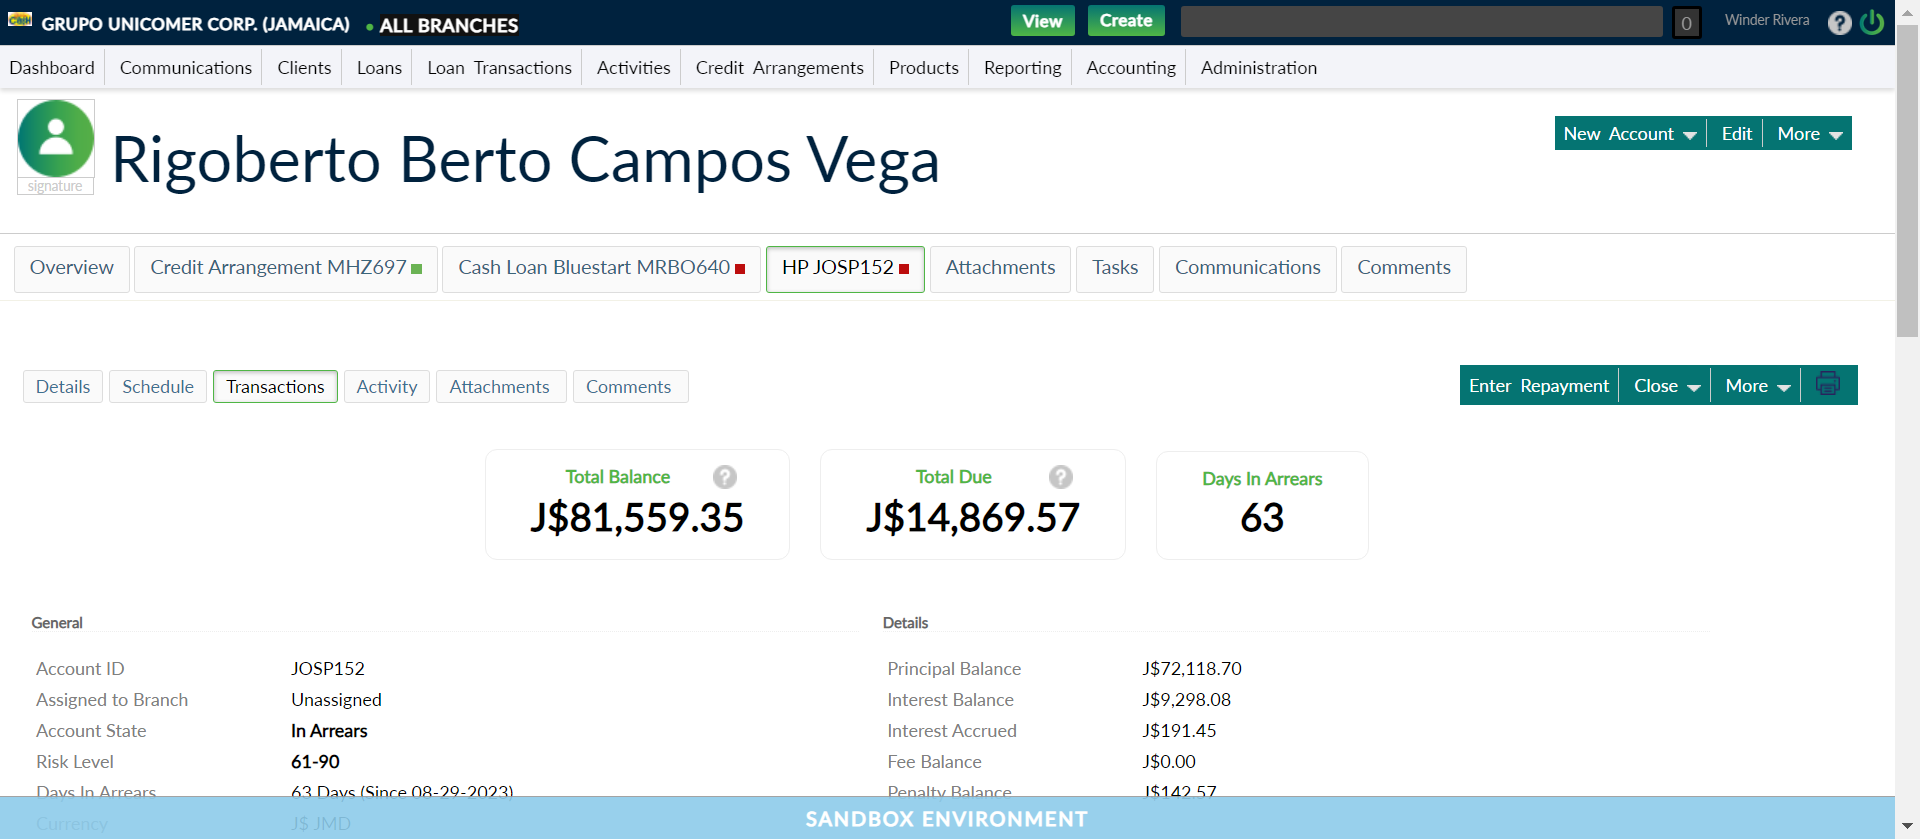 Cash GRUPO UNICOMER CORP. (JAMAICA) • ALL BRANCHES View Create 0 Winder Rivera ?
Dashboard Communications Clients Loans Loan Transactions Activities Credit Arrangements Products Reporting Accounting Administration
signature
Rigoberto Berto Campos Vega
New Account Edit More
Overview Credit Arrangement MHZ697 Cash Loan Bluestart MRBO640 HP JOSP152 Attachments Tasks Communications Comments
Details Schedule Transactions Activity Attachments Comments
Enter Repayment Close More
Total Balance ?
J$81,559.35
Total Due ?
J$14,869.57
Days In Arrears
63
General
Account ID JOSP152
Assigned to Branch Unassigned
Account State In Arrears
Risk Level 61-90
Days In Arrears 63 Days (Since 08-29-2023)
Currency J$ JMD
Details
Principal Balance J$72,118.70
Interest Balance J$9,298.08
Interest Accrued J$191.45
Fee Balance J$0.00
Penalty Balance J$142.57
SANDBOX ENVIRONMENT